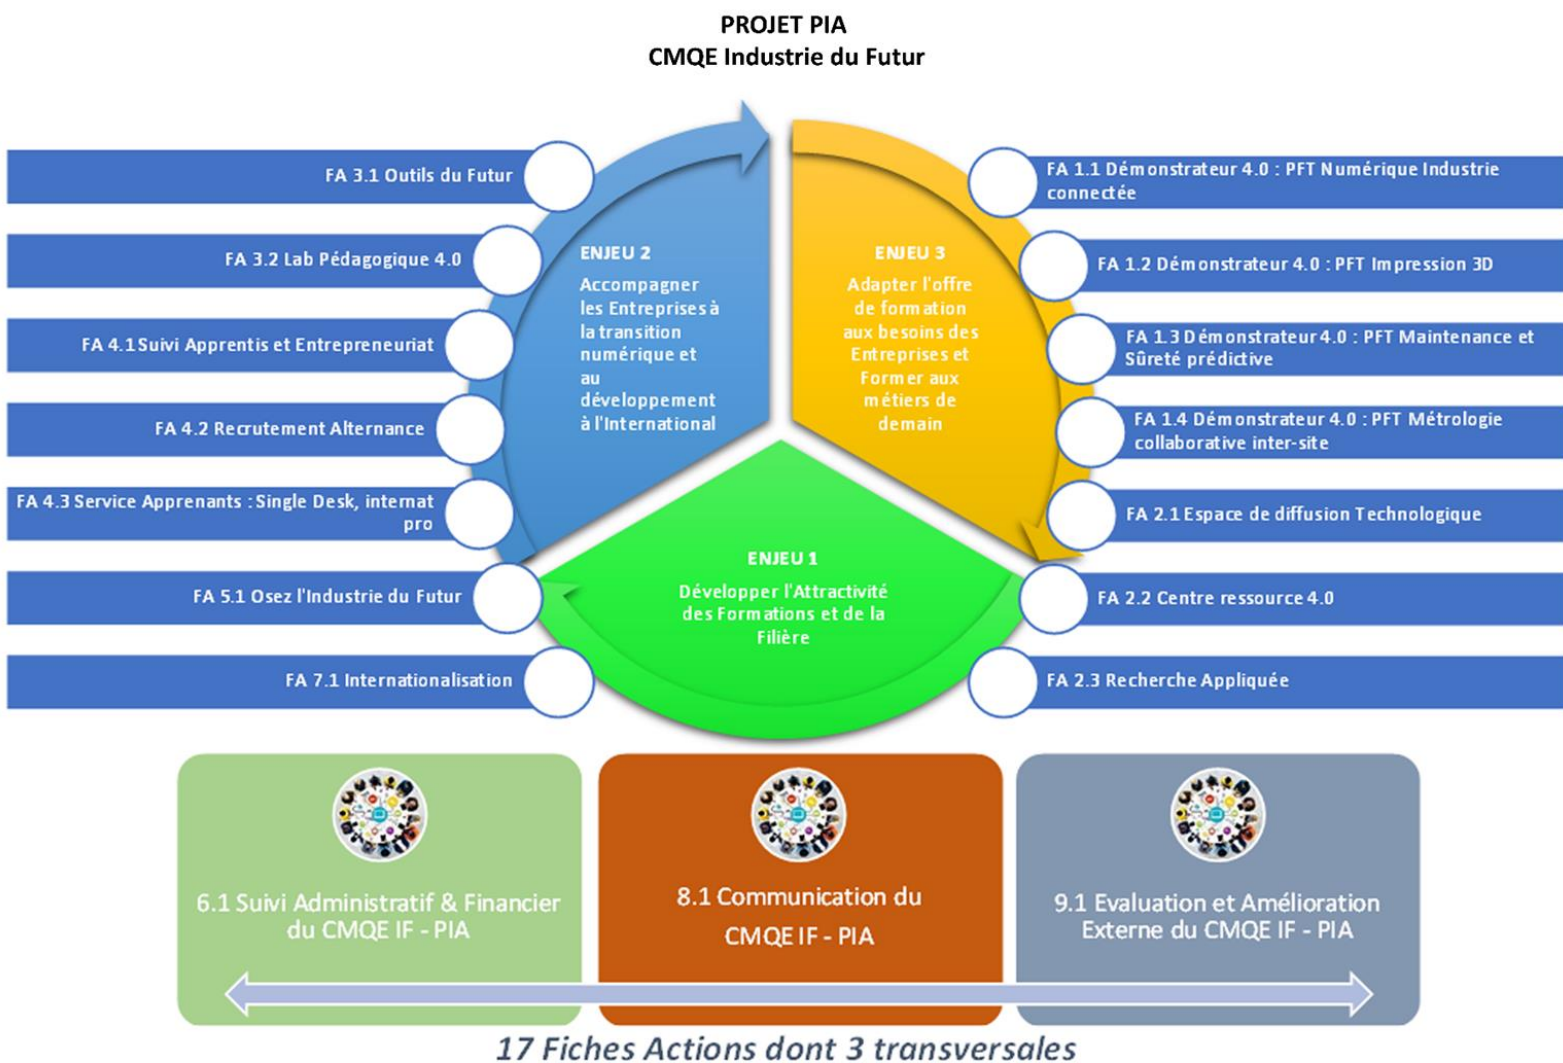 PROJET PIA
CMQE Industrie du Futur
FA 3.1 Outils du Futur
FA 3.2 Lab Pédagogique 4.0
FA 4.1 Suivi Apprentis et Entrepreneuriat
FA 4.2 Recrutement Alternance
FA 4.3 Service Apprenants : Single Desk, internat
pro
FA 5.1 Osez l'Industrie du Futur
FA 7.1 Internationalisation
ENJEU 2
Accompagner
les Entreprises à
la transition
numérique et
au
développement
à l'International
ENJEU 3
Adapter l'offre
de formation
aux besoins des
Entreprises et
Former aux
métiers de
demain
ENJEU 1
Développer l'Attractivité
des Formations et de la
Filière
FA 1.1 Démonstrateur 4.0 : PFT Numérique Industrie
connectée
FA 1.2 Démonstrateur 4.0 : PFT Impression 3D
FA 1.3 Démonstrateur 4.0 : PFT Maintenance et
Sûreté prédictive
FA 1.4 Démonstrateur 4.0 : PFT Métrologie
collaborative inter-site
FA 2.1 Espace de diffusion Technologique
FA 2.2 Centre ressource 4.0
FA 2.3 Recherche Appliquée
6.1 Suivi Administratif & Financier
du CMQE IF - PIA
8.1 Communication du
CMQE IF - PIA
9.1 Evaluation et Amélioration
Externe du CMQE IF - PIA
17 Fiches Actions dont 3 transversales